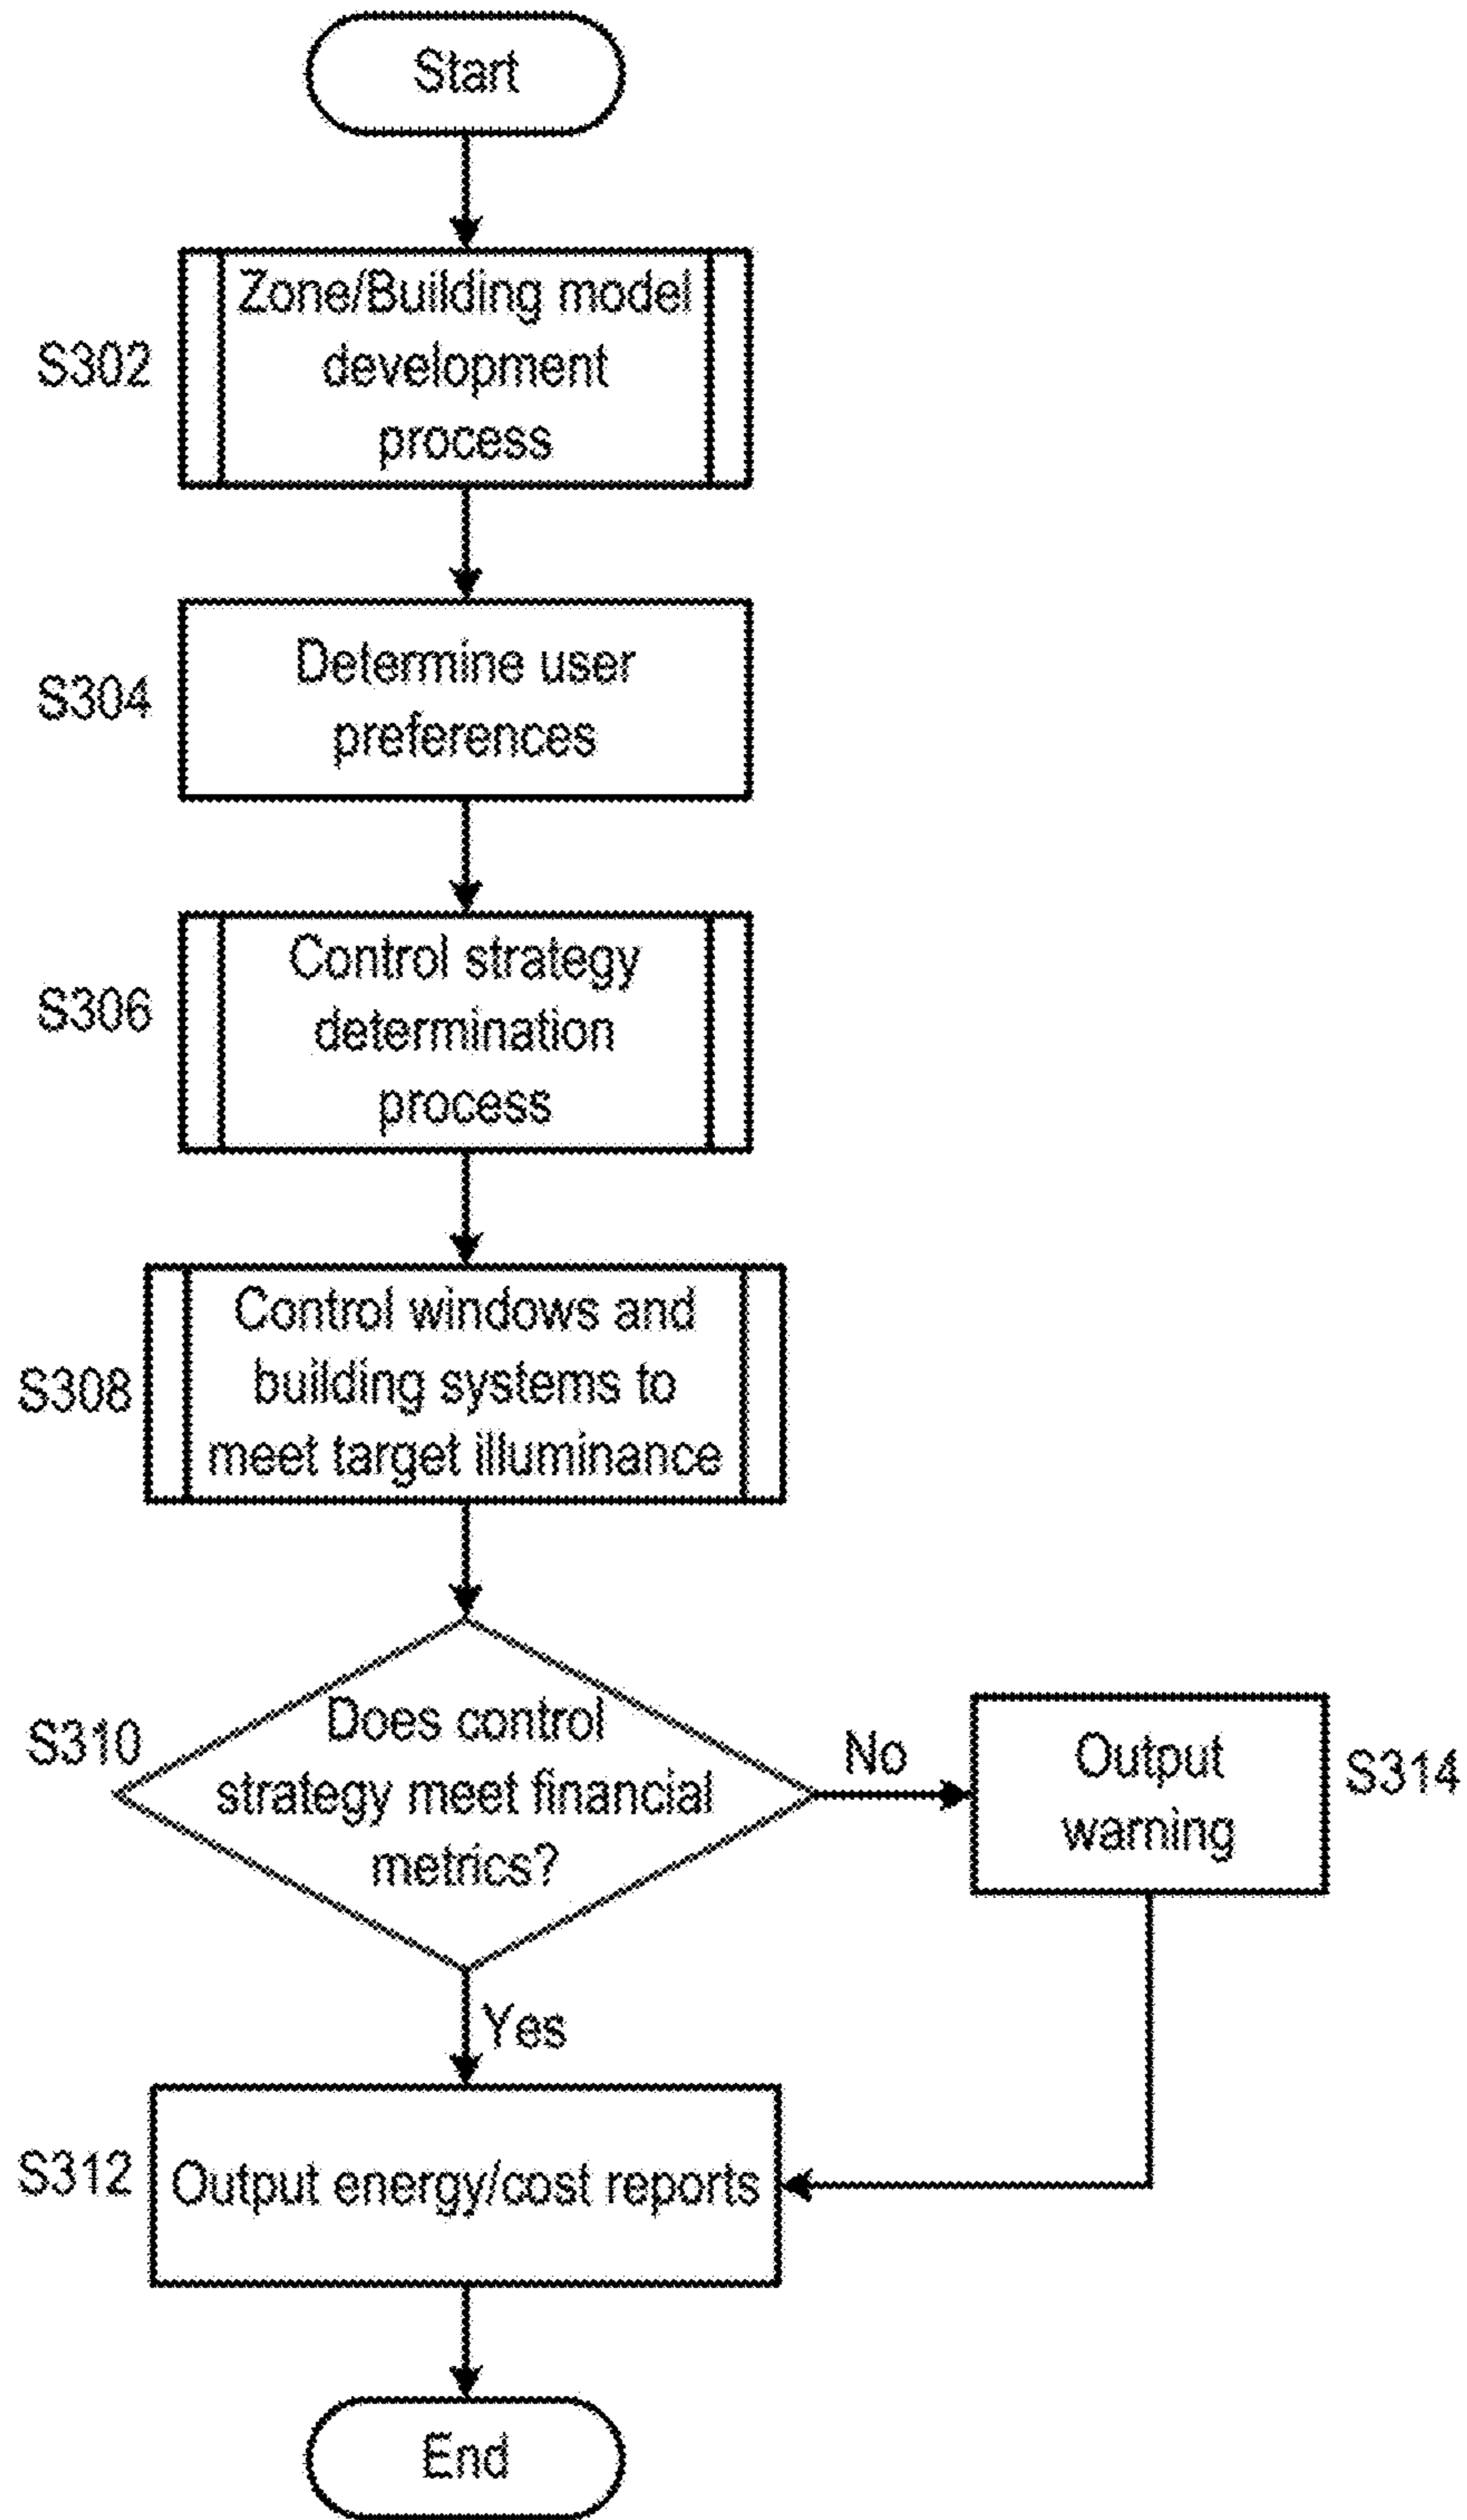 Start
S302
Zone/Building model
development
process
S304
Determine user
preferences
S306
Control strategy
determination
process
S308
Control windows and
building systems to
meet target illuminance
S310
Does control
strategy meet financial
metrics?
No
Output
warning
S314
Yes
S312
Output energy/cost reports
End